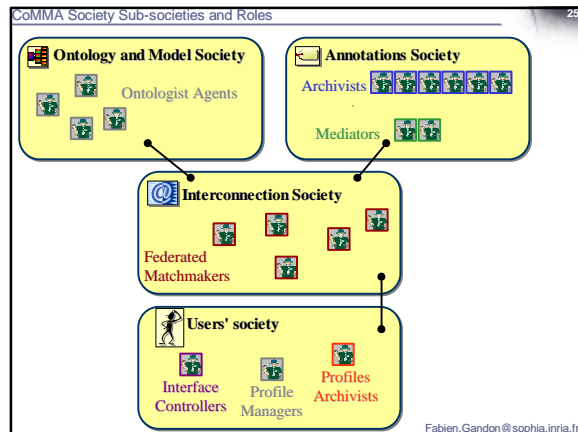 CoMMA Society Sub-societies and Roles
25
Ontology and Model Society
Ontologist Agents
Annotations Society
Archivists
Mediators
@ Interconnection Society
Federated
Matchmakers
Users' society
Interface
Controllers
Profile
Managers
Profiles
Archivists
Fabien.Gandon@sophia.inria.fr